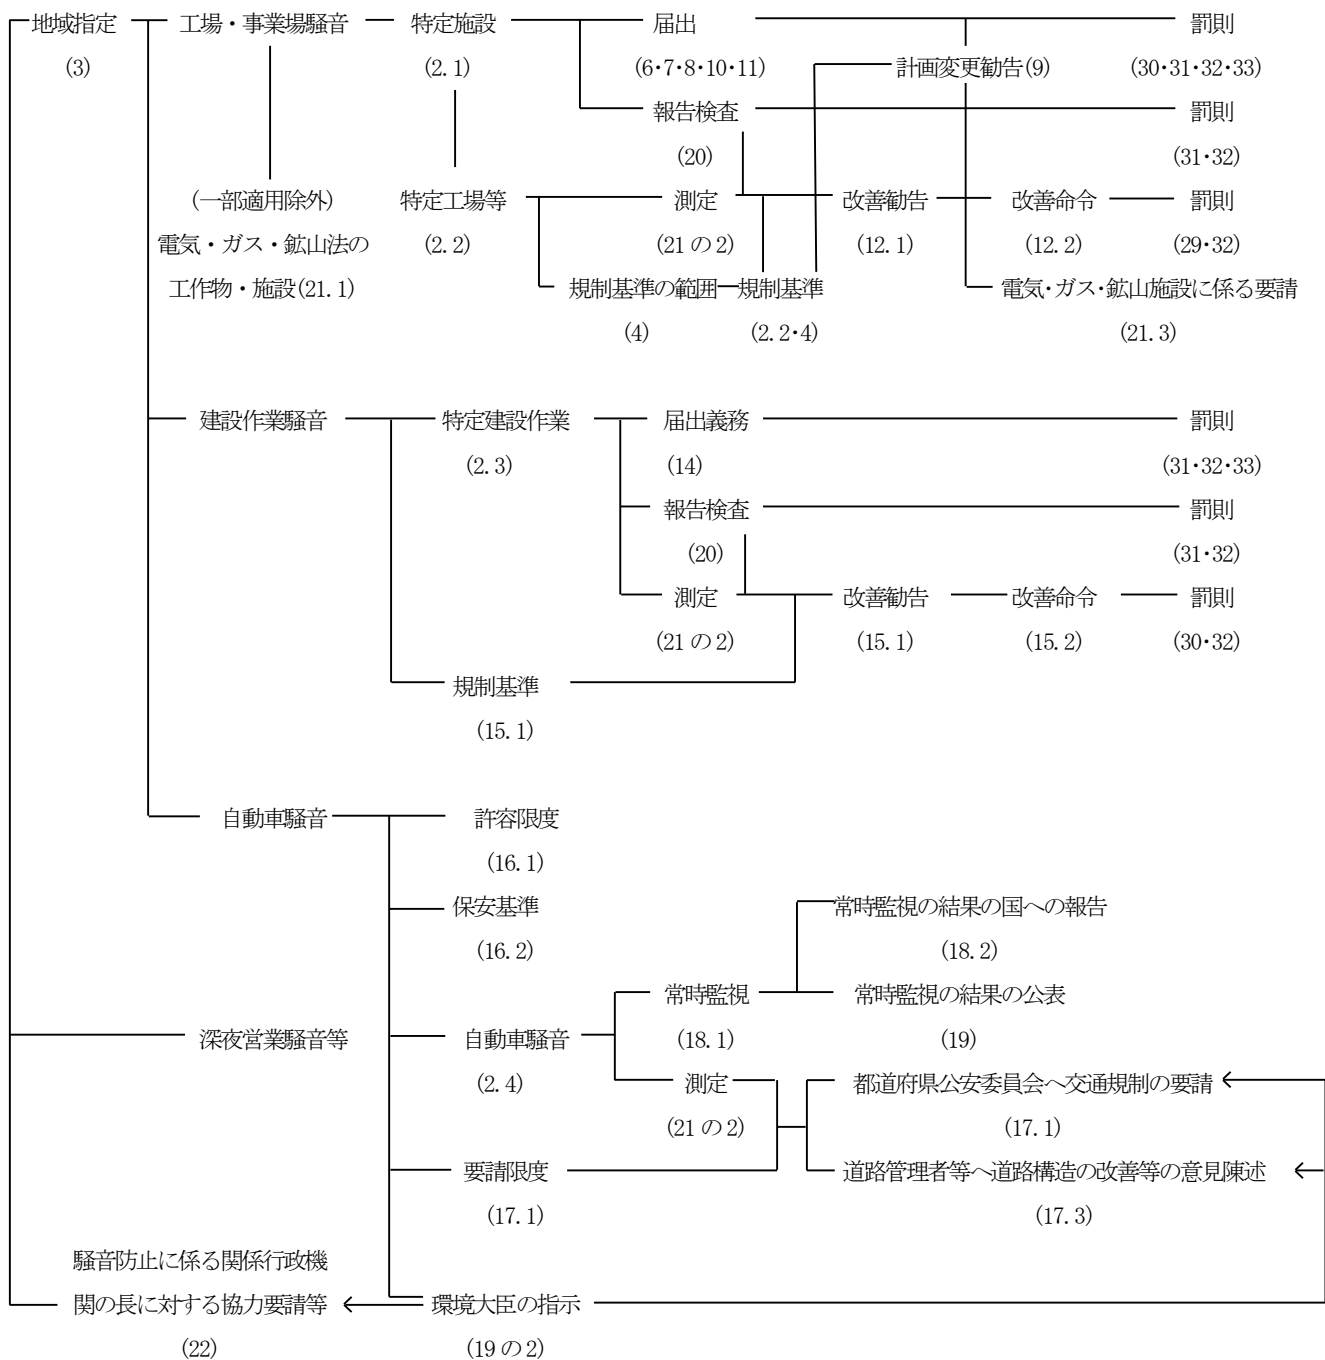 地域指定 工場・事業場騒音 特定施設 届出 罰則
(3) (2.1) (6・7・8・10・11) 計画変更勧告(9) (30・31・32・33)
報告検査 罰則
(20) (31・32)
(一部適用除外) 特定工場等 測定 改善勧告 改善命令 罰則
電気・ガス・鉱山法の (2.2) (21の2) (12.1) (12.2) (29・32)
工作物・施設(21.1) 規制基準の範囲 規制基準 電気・ガス・鉱山施設に係る要請
(4) (2.2・4) (21.3)
建設作業騒音 特定建設作業 届出義務 罰則
(2.3) (14) (31・32・33)
報告検査 罰則
(20) (31・32)
測定 改善勧告 改善命令 罰則
(21の2) (15.1) (15.2) (30・32)
規制基準
(15.1)
自動車騒音 許容限度
(16.1)
保安基準 常時監視の結果の国への報告
(16.2) (18.2)
常時監視 常時監視の結果の公表
深夜営業騒音等 自動車騒音 (18.1) (19)
(2.4) 測定 都道府県公安委員会へ交通規制の要請
(21の2) (17.1)
要請限度 道路管理者等へ道路構造の改善等の意見陳述
(17.1) (17.3)
騒音防止に係る関係行政機
関の長に対する協力要請等 環境大臣の指示
(22) (19の2)